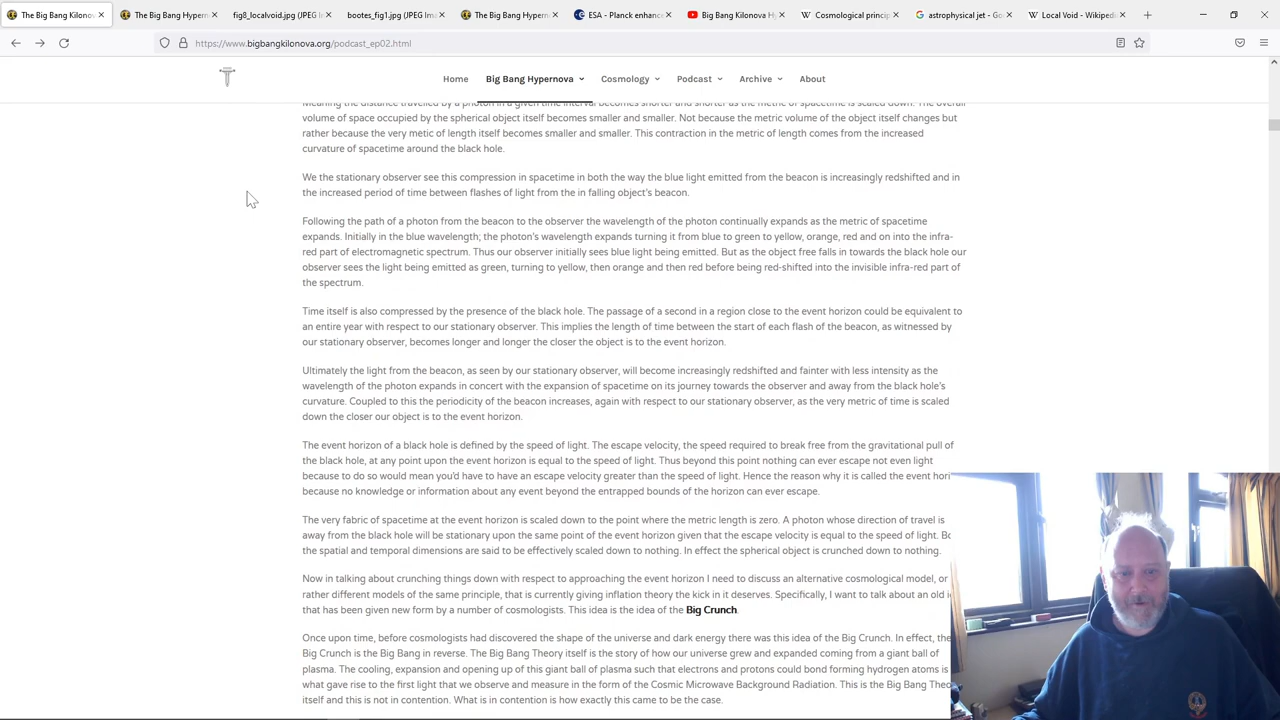 The Big Bang Kilonov
The Big Bang Hypernov
fig8_localvoid.jpg (JPEG I
bootes_fig1.jpg (JPEG Ima
The Big Bang Hypernov
ESA - Planck enhanc
Big Bang Kilonova H
Cosmological princip
astrophysical jet - Go
Local Void - Wikiped
https://www.bigbangkilonova.org/podcast_ep02.html
Home
Big Bang Hypernova
Cosmology
Podcast
Archive
About
Meaning the distance travelled by a photon in a given time interval becomes shorter and shorter as the metric of spacetime is scaled down. The overall
volume of space occupied by the spherical object itself becomes smaller and smaller. Not because the metric volume of the object itself changes but
rather because the very metic of length itself becomes smaller and smaller. This contraction in the metric of length comes from the increased
curvature of spacetime around the black hole.
We the stationary observer see this compression in spacetime in both the way the blue light emitted from the beacon is increasingly redshifted and in
the increased period of time between flashes of light from the in falling object's beacon.
Following the path of a photon from the beacon to the observer the wavelength of the photon continually expands as the metric of spacetime
expands. Initially in the blue wavelength; the photon's wavelength expands turning it from blue to green to yellow, orange, red and on into the infra-
red part of electromagnetic spectrum. Thus our observer initially sees blue light being emitted. But as the object free falls in towards the black hole our
observer sees the light being emitted as green, turning to yellow, then orange and then red before being red-shifted into the invisible infra-red part of
the spectrum.
Time itself is also compressed by the presence of the black hole. The passage of a second in a region close to the event horizon could be equivalent to
an entire year with respect to our stationary observer. This implies the length of time between the start of each flash of the beacon, as witnessed by
our stationary observer, becomes longer and longer the closer the object is to the event horizon.
Ultimately the light from the beacon, as seen by our stationary observer, will become increasingly redshifted and fainter with less intensity as the
wavelength of the photon expands in concert with the expansion of spacetime on its journey towards the observer and away from the black hole's
curvature. Coupled to this the periodicity of the beacon increases, again with respect to our stationary observer, as the very metric of time is scaled
down the closer our object is to the event horizon.
The event horizon of a black hole is defined by the speed of light. The escape velocity, the speed required to break free from the gravitational pull of
the black hole, at any point upon the event horizon is equal to the speed of light. Thus beyond this point nothing can ever escape not even light
because to do so would mean you'd have to have an escape velocity greater than the speed of light. Hence the reason why it is called the event hori
because no knowledge or information about any event beyond the entrapped bounds of the horizon can ever escape.
The very fabric of spacetime at the event horizon is scaled down to the point where the metric length is zero. A photon whose direction of travel is
away from the black hole will be stationary upon the same point of the event horizon given that the escape velocity is equal to the speed of light. Bo
the spatial and temporal dimensions are said to be effectively scaled down to nothing. In effect the spherical object is crunched down to nothing.
Now in talking about crunching things down with respect to approaching the event horizon I need to discuss an alternative cosmological model, or
rather different models of the same principle, that is currently giving inflation theory the kick in it deserves. Specifically, I want to talk about an old i
that has been given new form by a number of cosmologists. This idea is the idea of the Big Crunch.
Once upon time, before cosmologists had discovered the shape of the universe and dark energy there was this idea of the Big Crunch. In effect, the
Big Crunch is the Big Bang in reverse. The Big Bang Theory itself is the story of how our universe grew and expanded coming from a giant ball of
plasma. The cooling, expansion and opening up of this giant ball of plasma such that electrons and protons could bond forming hydrogen atoms is
what gave rise to the first light that we observe and measure in the form of the Cosmic Microwave Background Radiation. This is the Big Bang Theo
itself and this is not in contention. What is in contention is how exactly this came to be the case.